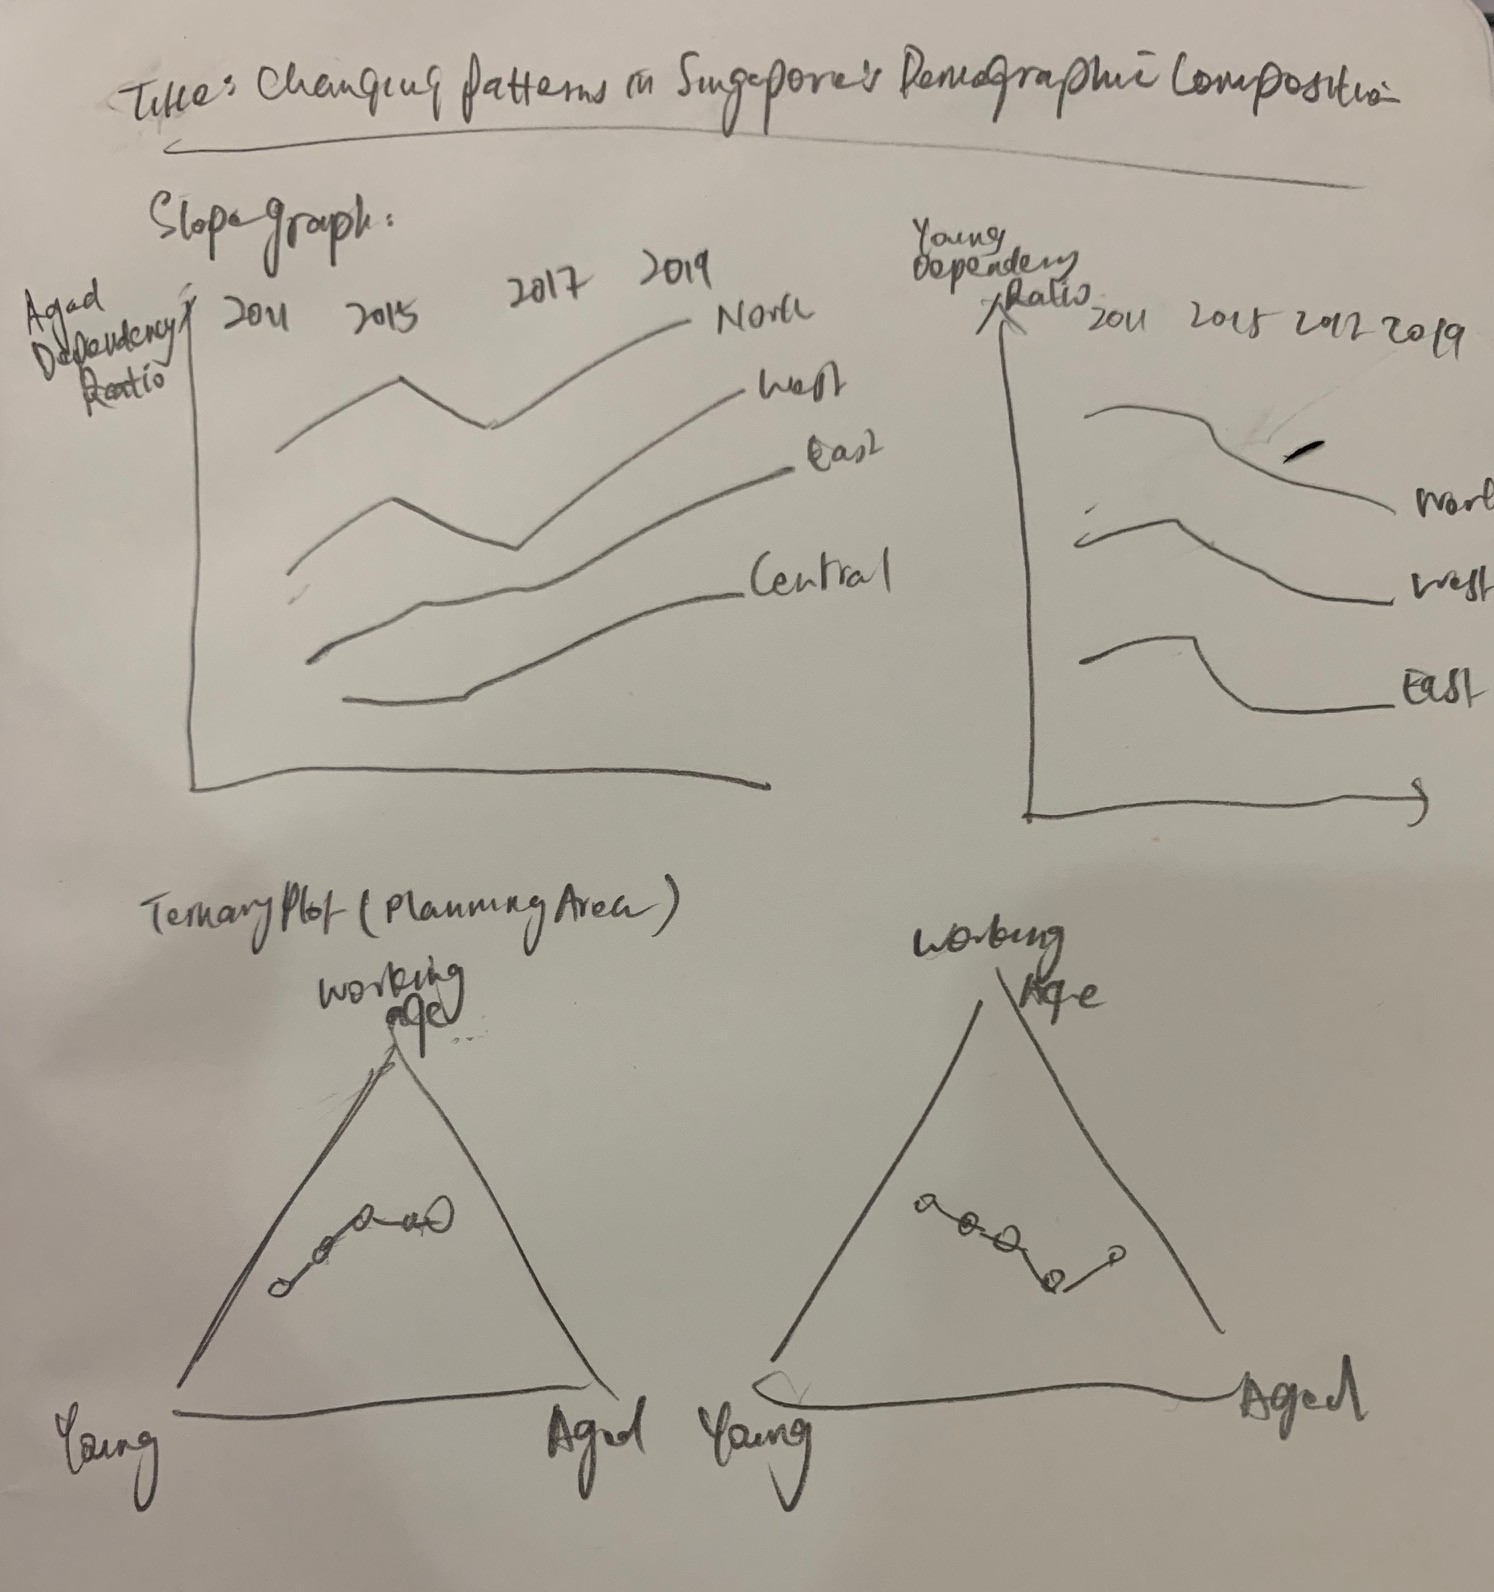 Title: Changing Patterns in Singapore's Demographic Composition
Slopegraph:
Aged
Dependency
Ratio
2011 2015 2017 2019
North
West
East
Central
Young
Dependency
Ratio
2011 2015 2017 2019
Nort
West
East
Ternary Plot (Planning Area)
Working
age
Young
Aged
Working
Age
Young
Aged